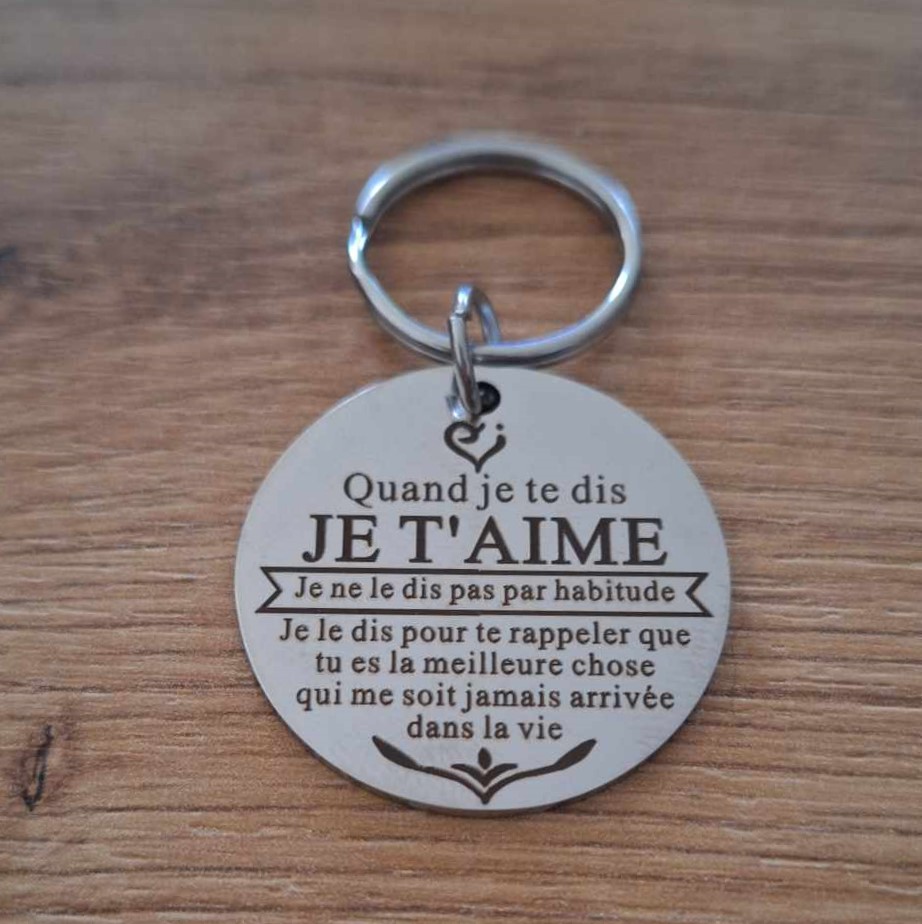 Quand je te dis
JE T'AIME
Je ne le dis pas par habitude
Je le dis pour te rappeler que
tu es la meilleure chose
qui me soit jamais arrivée
dans la vie